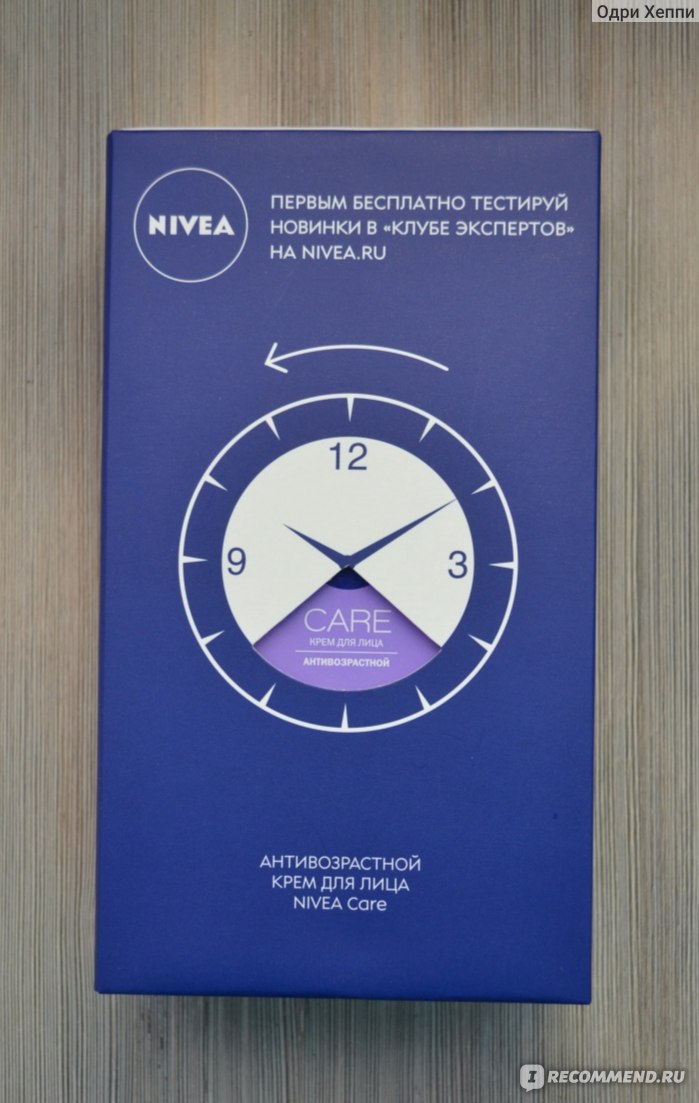 Одри Хеппи
NIVEA
ПЕРВЫМ БЕСПЛАТНО ТЕСТИРУЙ
НОВИНКИ В «КЛУБЕ ЭКСПЕРТОВ»
НА NIVEA.RU
12
9
3
CARE
КРЕМ ДЛЯ ЛИЦА
АНТИВОЗРАСТНОЙ
АНТИВОЗРАСТНОЙ
КРЕМ ДЛЯ ЛИЦА
NIVEA Care
IRECOMMEND.RU